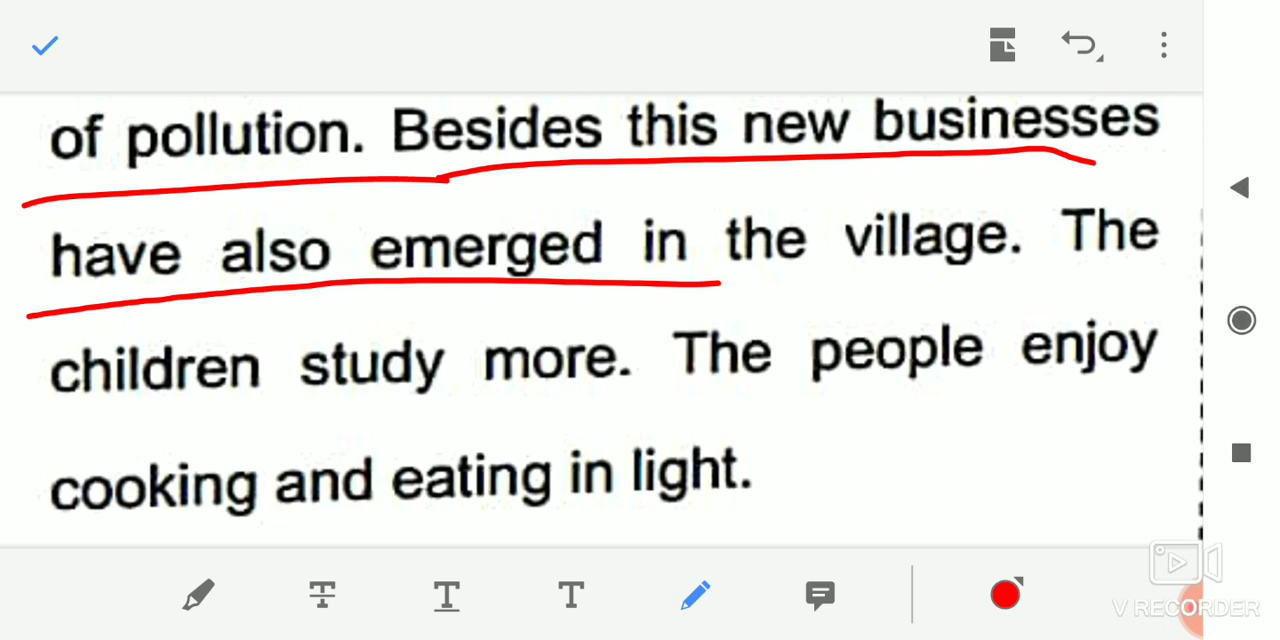 of pollution. Besides this new businesses
have also emerged in the village. The
children study more. The people enjoy
cooking and eating in light.
T T T
V RECORDER